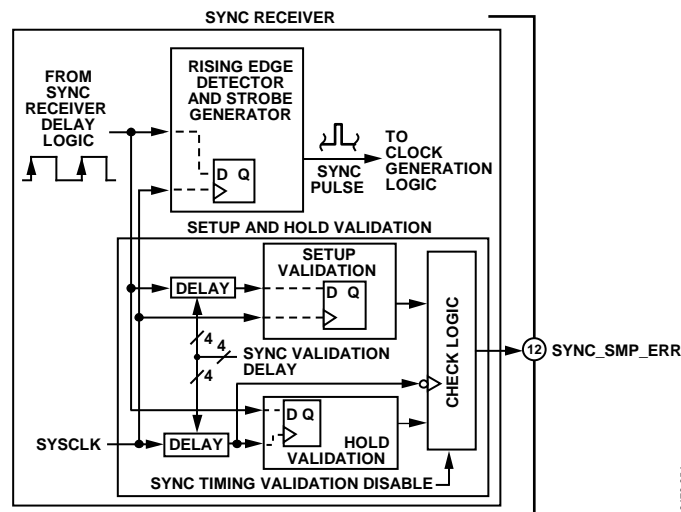 SYNC RECEIVER
FROM
SYNC
RECEIVER
DELAY
LOGIC
RISING EDGE
DETECTOR
AND STROBE
GENERATOR
D Q
SYNC
PULSE
TO
CLOCK
GENERATION
LOGIC
SETUP AND HOLD VALIDATION
SETUP
VALIDATION
DELAY
D Q
4
4
SYNC VALIDATION
DELAY
4
CHECK LOGIC
12 SYNC_SMP_ERR
D Q
SYSCLK
DELAY
HOLD
VALIDATION
SYNC TIMING VALIDATION DISABLE